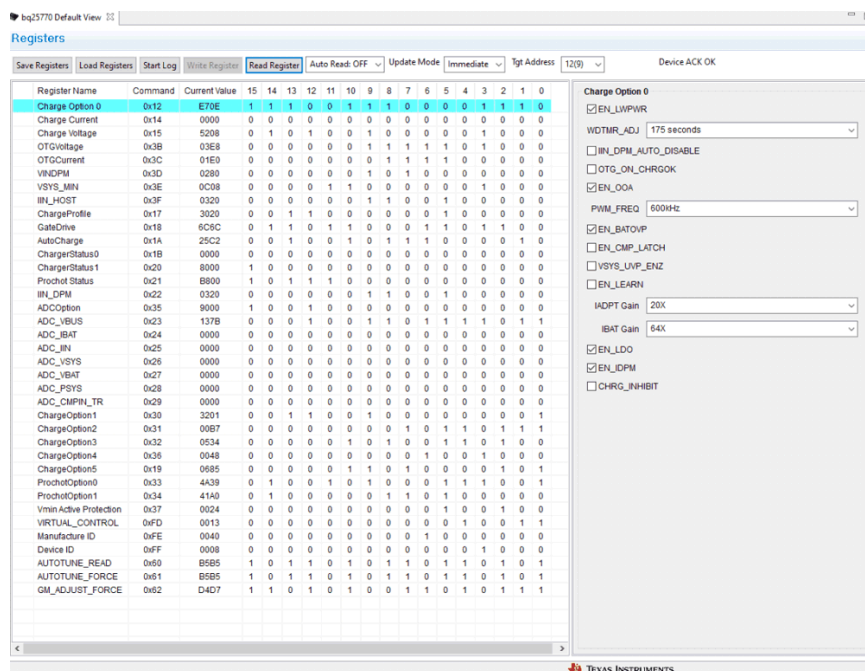 bq25770 Default View
Registers
Save Registers Load Registers Start Log Write Register Read Register Auto Read: OFF Update Mode Immediate Tgt Address 12(9) Device ACK OK
Register Name Command Current Value 15 14 13 12 11 10 9 8 7 6 5 4 3 2 1 0
Charge Option 0 0x12 E70E 1 1 1 0 0 1 1 1 0 0 0 0 1 1 1 0
Charge Current 0x14 0000 0 0 0 0 0 0 0 0 0 0 0 0 0 0 0 0
Charge Voltage 0x15 5208 0 1 0 1 0 0 1 0 0 0 0 0 1 0 0 0
OTGVoltage 0x3B 03E8 0 0 0 0 0 0 1 1 1 1 1 0 1 0 0 0
OTGCurrent 0x3C 01E0 0 0 0 0 0 0 0 1 1 1 1 0 0 0 0 0
VINDPM 0x3D 0280 0 0 0 0 0 0 1 0 1 0 0 0 0 0 0 0
VSYS_MIN 0x3E 0C08 0 0 0 0 1 1 0 0 0 0 0 0 1 0 0 0
IIN_HOST 0x3F 0320 0 0 0 0 0 0 1 1 0 0 1 0 0 0 0 0
ChargeProfile 0x17 3020 0 0 1 1 0 0 0 0 0 0 1 0 0 0 0 0
GateDrive 0x18 6C6C 0 1 1 0 1 1 0 0 0 1 1 0 1 1 0 0
AutoCharge 0x1A 25C2 0 0 1 0 0 1 0 1 1 1 0 0 0 0 1 0
ChargerStatus0 0x1B 0000 0 0 0 0 0 0 0 0 0 0 0 0 0 0 0 0
ChargerStatus1 0x20 8000 1 0 0 0 0 0 0 0 0 0 0 0 0 0 0 0
Prochot Status 0x21 B800 1 0 1 1 1 0 0 0 0 0 0 0 0 0 0 0
IIN_DPM 0x22 0320 0 0 0 0 0 0 1 1 0 0 1 0 0 0 0 0
ADCOption 0x35 9000 1 0 0 1 0 0 0 0 0 0 0 0 0 0 0 0
ADC_VBUS 0x23 137B 0 0 0 1 0 0 1 1 0 1 1 1 1 0 1 1
ADC_IBAT 0x24 0000 0 0 0 0 0 0 0 0 0 0 0 0 0 0 0 0
ADC_IIN 0x25 0000 0 0 0 0 0 0 0 0 0 0 0 0 0 0 0 0
ADC_VSYS 0x26 0000 0 0 0 0 0 0 0 0 0 0 0 0 0 0 0 0
ADC_VBAT 0x27 0000 0 0 0 0 0 0 0 0 0 0 0 0 0 0 0 0
ADC_PSYS 0x28 0000 0 0 0 0 0 0 0 0 0 0 0 0 0 0 0 0
ADC_CMPIN_TR 0x29 0000 0 0 0 0 0 0 0 0 0 0 0 0 0 0 0 0
ChargeOption1 0x30 3201 0 0 1 1 0 0 1 0 0 0 0 0 0 0 0 1
ChargeOption2 0x31 00B7 0 0 0 0 0 0 0 0 1 0 1 1 0 1 1 1
ChargeOption3 0x32 0534 0 0 0 0 0 1 0 1 0 0 1 1 0 1 0 0
ChargeOption4 0x36 0048 0 0 0 0 0 0 0 0 0 1 0 0 1 0 0 0
ChargeOption5 0x19 0685 0 0 0 0 0 1 1 0 1 0 0 0 0 1 0 1
ProchotOption0 0x33 4A39 0 1 0 0 1 0 1 0 0 0 1 1 1 0 0 1
ProchotOption1 0x34 41A0 0 1 0 0 0 0 0 1 1 0 1 0 0 0 0 0
Vmin Active Protection 0x37 0024 0 0 0 0 0 0 0 0 0 0 1 0 0 1 0 0
VIRTUAL_CONTROL 0xFD 0013 0 0 0 0 0 0 0 0 0 0 0 1 0 0 1 1
Manufacture ID 0xFE 0040 0 0 0 0 0 0 0 0 0 1 0 0 0 0 0 0
Device ID 0xFF 0008 0 0 0 0 0 0 0 0 0 0 0 0 1 0 0 0
AUTOTUNE_READ 0x60 B5B5 1 0 1 1 0 1 0 1 1 0 1 1 0 1 0 1
AUTOTUNE_FORCE 0x61 B5B5 1 0 1 1 0 1 0 1 1 0 1 1 0 1 0 1
GM_ADJUST_FORCE 0x62 D4D7 1 1 0 1 0 1 0 0 1 1 0 1 0 1 1 1
Charge Option 0
EN_LWPWR
WDTMR_ADJ 175 seconds
IIN_DPM_AUTO_DISABLE
OTG_ON_CHRGOK
EN_OOA
PWM_FREQ 600kHz
EN_BATOVP
EN_CMP_LATCH
VSYS_UVP_ENZ
EN_LEARN
IADPT Gain 20X
IBAT Gain 64X
EN_LDO
EN_IDPM
CHRG_INHIBIT
TEXAS INSTRUMENTS